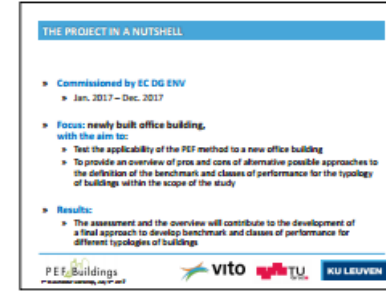 THE PROJECT IN A NUTSHELL
» Commissioned by EC DG ENV
» Jan. 2017 – Dec. 2017
» Focus: newly built office building,
with the aim to:
» Test the applicability of the PEF method to a new office building
» To provide an overview of pros and cons of alternative possible approaches to
the definition of the benchmark and classes of performance for the typology
of buildings within the scope of the study
» Results:
» The assessment and the overview will contribute to the development of
a final approach to develop benchmark and classes of performance for
different typologies of buildings
PEF4Buildings
vito
TU
KU LEUVEN